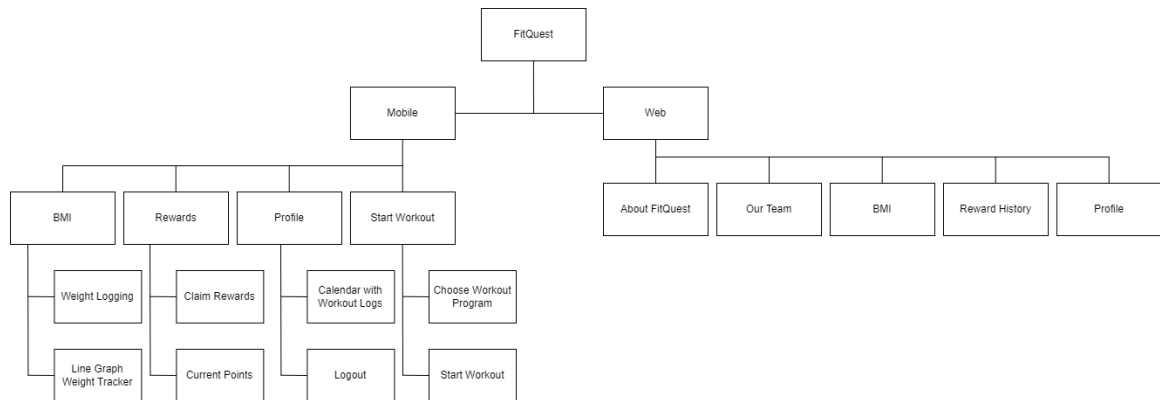 FitQuest
Mobile
Web
BMI
Rewards
Profile
Start Workout
About FitQuest
Our Team
BMI
Reward History
Profile
Weight Logging
Claim Rewards
Calendar with
Workout Logs
Choose Workout
Program
Line Graph
Weight Tracker
Current Points
Logout
Start Workout